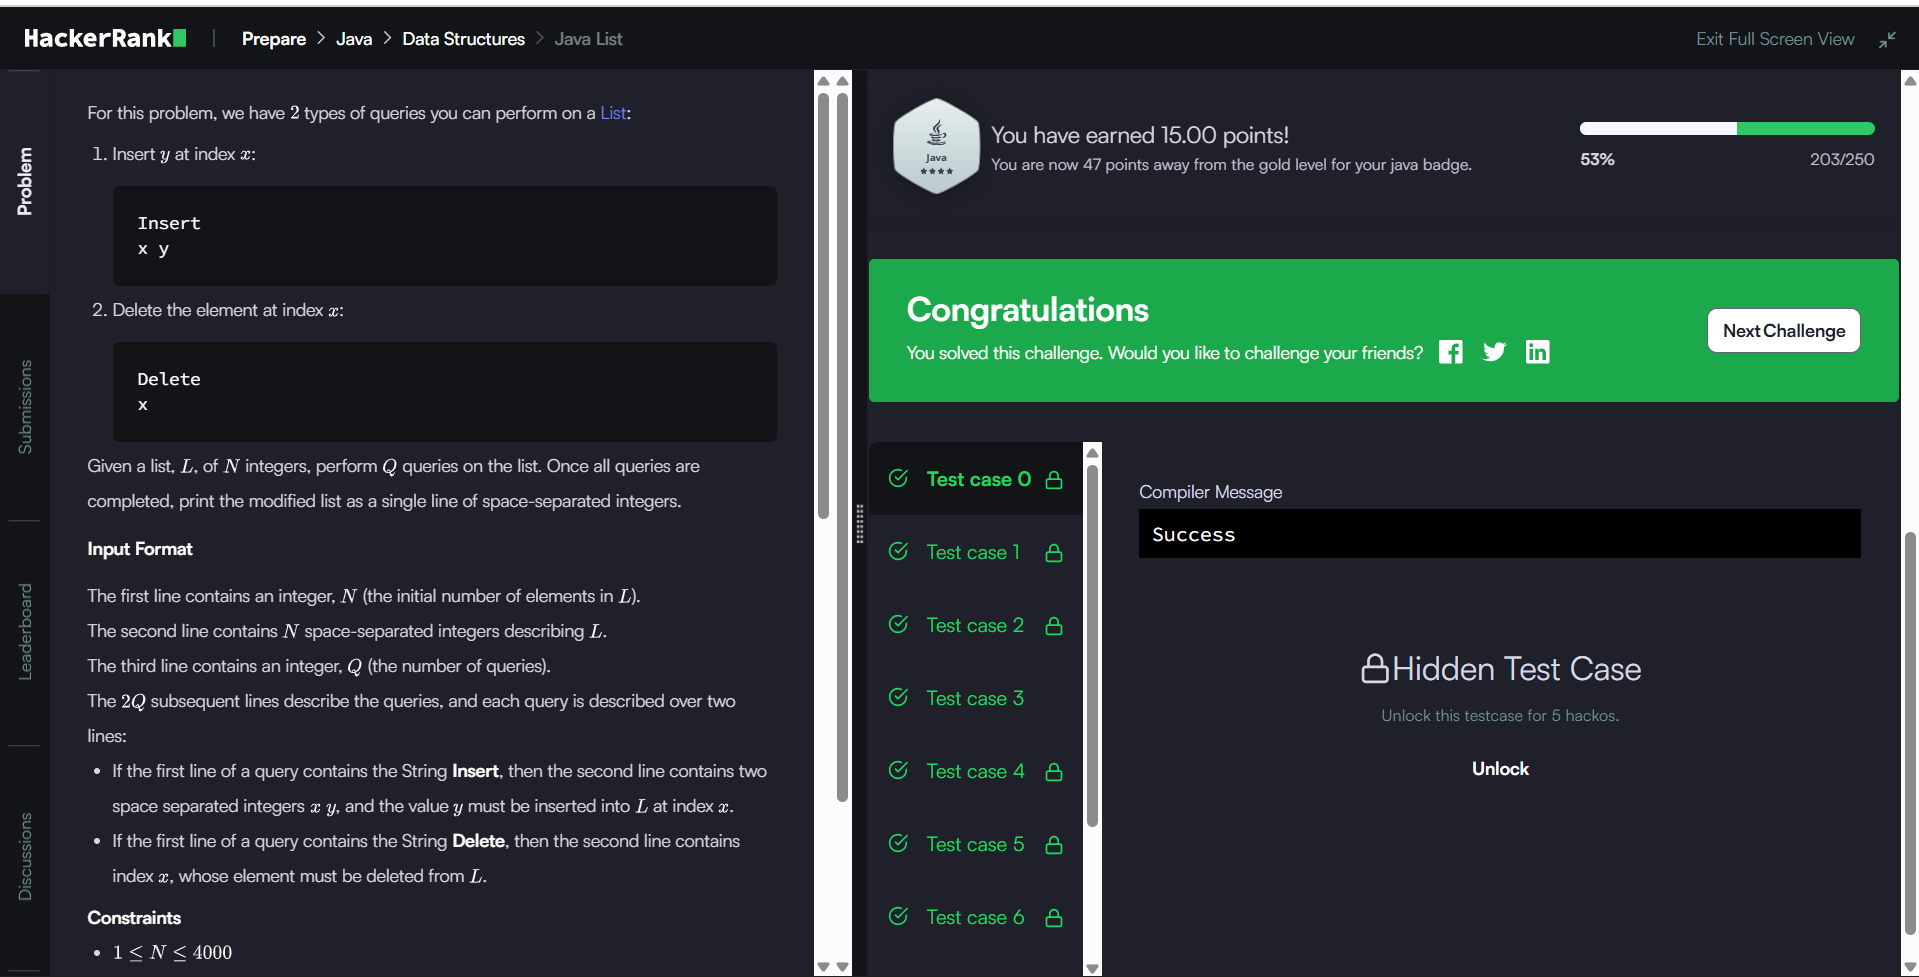 HackerRank
Prepare > Java > Data Structures > Java List
Exit Full Screen View
Problem
Submissions
Leaderboard
Discussions
For this problem, we have 2 types of queries you can perform on a List:
1. Insert y at index x:
Insert
x y
2. Delete the element at index x:
Delete
x
Given a list, L, of N integers, perform Q queries on the list. Once all queries are
completed, print the modified list as a single line of space-separated integers.
Input Format
The first line contains an integer, N (the initial number of elements in L).
The second line contains N space-separated integers describing L.
The third line contains an integer, Q (the number of queries).
The 2Q subsequent lines describe the queries, and each query is described over two
lines:
• If the first line of a query contains the String Insert, then the second line contains two
space separated integers x y, and the value y must be inserted into L at index x.
• If the first line of a query contains the String Delete, then the second line contains
index x, whose element must be deleted from L.
Constraints
• 1 ≤ N ≤ 4000
Java
You have earned 15.00 points!
You are now 47 points away from the gold level for your java badge.
53%
203/250
Congratulations
You solved this challenge. Would you like to challenge your friends?
Next Challenge
Test case 0
Test case 1
Test case 2
Test case 3
Test case 4
Test case 5
Test case 6
Compiler Message
Success
Hidden Test Case
Unlock this testcase for 5 hackos.
Unlock